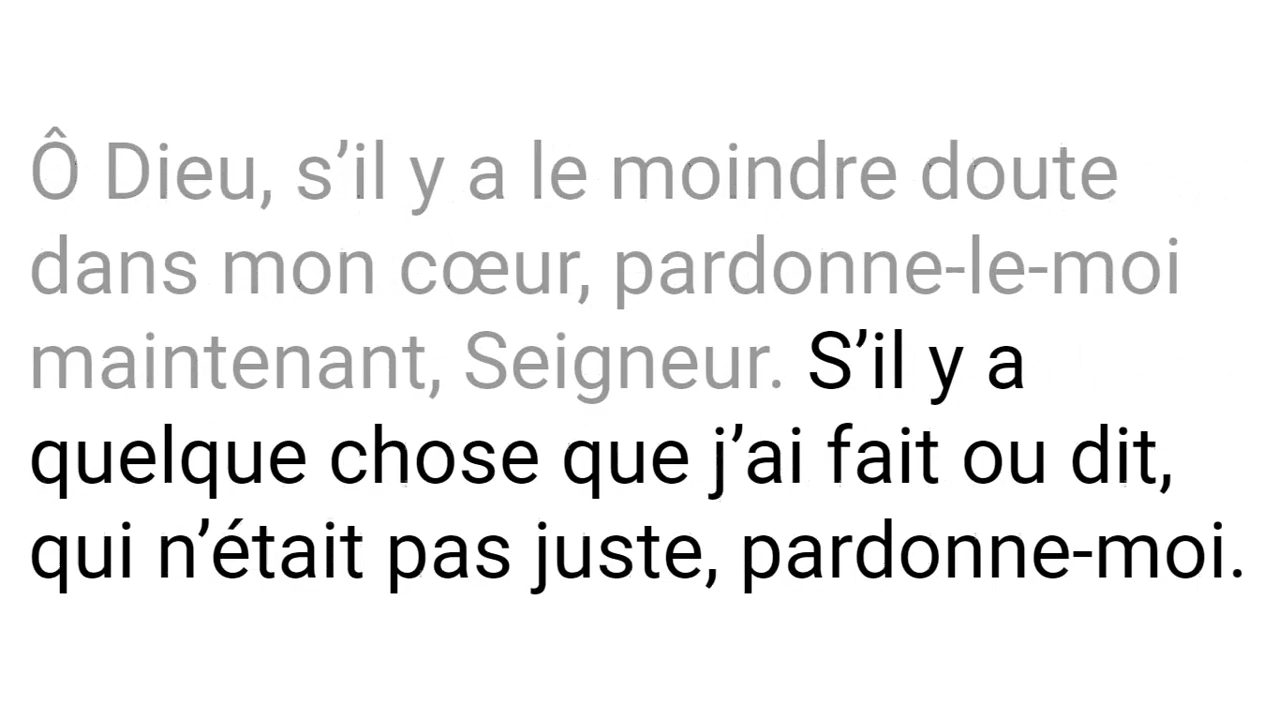 Ô Dieu, s’il y a le moindre doute
dans mon cœur, pardonne-le-moi
maintenant, Seigneur. S’il y a
quelque chose que j’ai fait ou dit,
qui n’était pas juste, pardonne-moi.